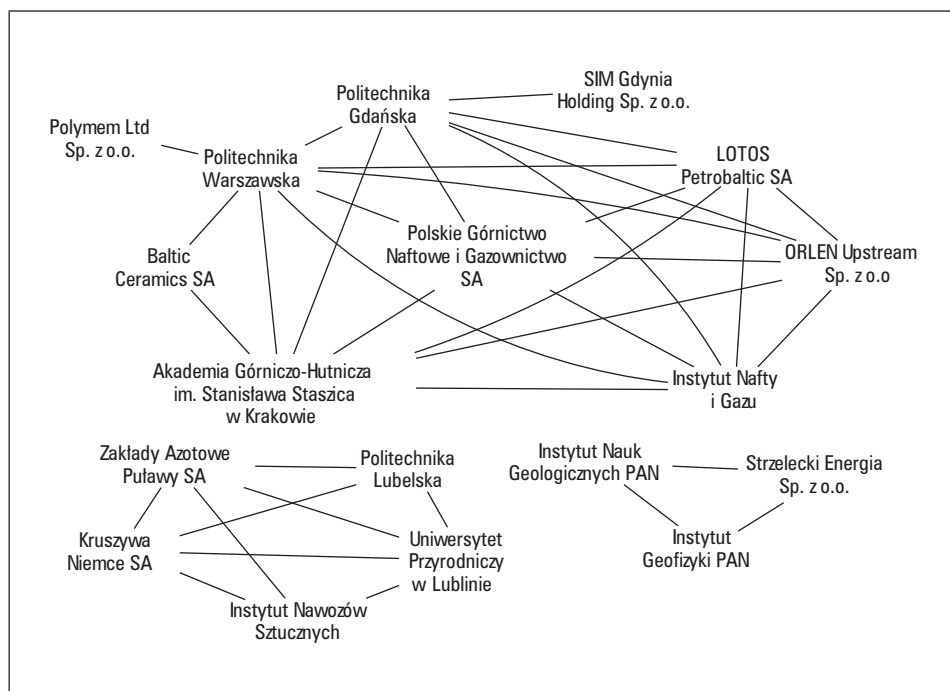 SIM Gdynia
Holding Sp. z o.o.
Politechnika
Gdańska
Polymem Ltd
Sp. z o.o.
Politechnika
Warszawska
LOTOS
Petrobaltic SA
Polskie Górnictwo
Naftowe i Gazownictwo
SA
Baltic
Ceramics SA
ORLEN Upstream
Sp. z o.o
Akademia Górniczo-Hutnicza
im. Stanisława Staszica
w Krakowie
Instytut Nafty
i Gazu
Zakłady Azotowe
Puławy SA
Politechnika
Lubelska
Instytut Nauk
Geologicznych PAN
Strzelecki Energia
Sp. z o.o.
Kruszywa
Niemce SA
Uniwersytet
Przyrodniczy
w Lublinie
Instytut
Geofizyki PAN
Instytut Nawozów
Sztucznych